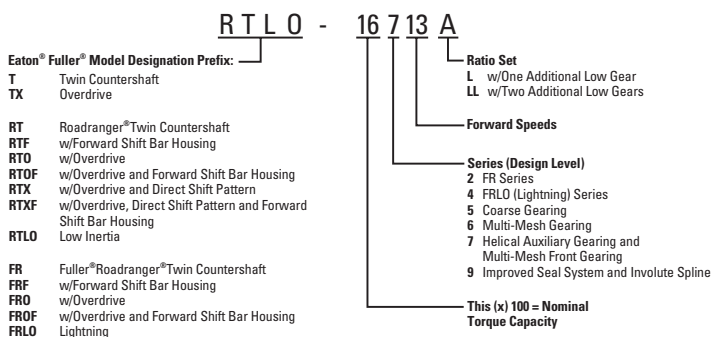 RTLO - 16 7 13 A
Eaton® Fuller® Model Designation Prefix:
T Twin Countershaft
TX Overdrive
RT Roadranger®Twin Countershaft
RTF w/Forward Shift Bar Housing
RTO w/Overdrive
RTOF w/Overdrive and Forward Shift Bar Housing
RTX w/Overdrive and Direct Shift Pattern
RTXF w/Overdrive, Direct Shift Pattern and Forward
Shift Bar Housing
RTLO Low Inertia
FR Fuller®Roadranger®Twin Countershaft
FRF w/Forward Shift Bar Housing
FRO w/Overdrive
FROF w/Overdrive and Forward Shift Bar Housing
FRLO Lightning
Ratio Set
L w/One Additional Low Gear
LL w/Two Additional Low Gears
Forward Speeds
Series (Design Level)
2 FR Series
4 FRLO (Lightning) Series
5 Coarse Gearing
6 Multi-Mesh Gearing
7 Helical Auxiliary Gearing and
Multi-Mesh Front Gearing
9 Improved Seal System and Involute Spline
This (x) 100 = Nominal
Torque Capacity